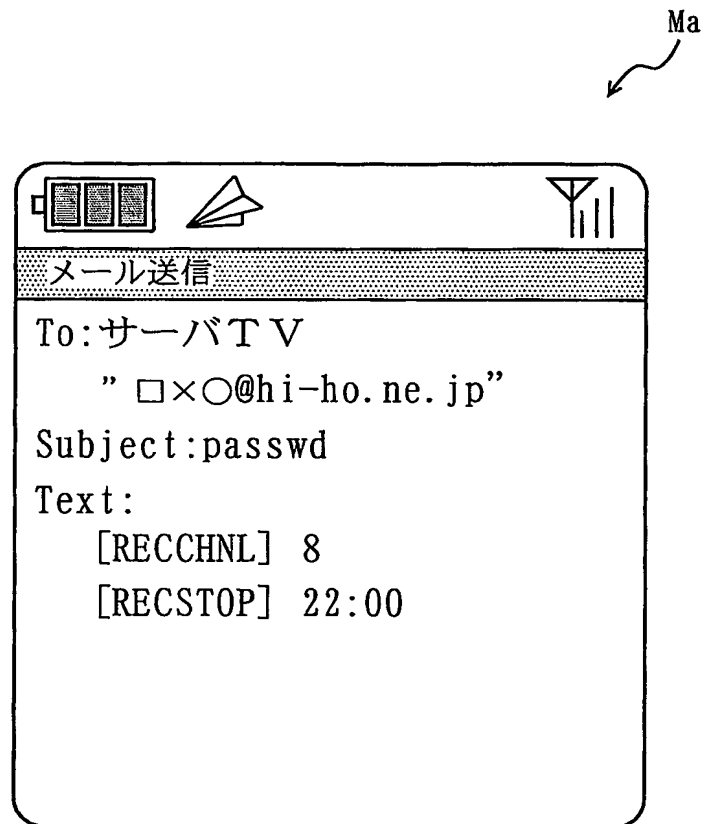 Ma
メール送信
To:サーバＴＶ
” □×○@hi-ho.ne.jp”
Subject:passwd
Text:
[RECCHNL] 8
[RECSTOP] 22:00